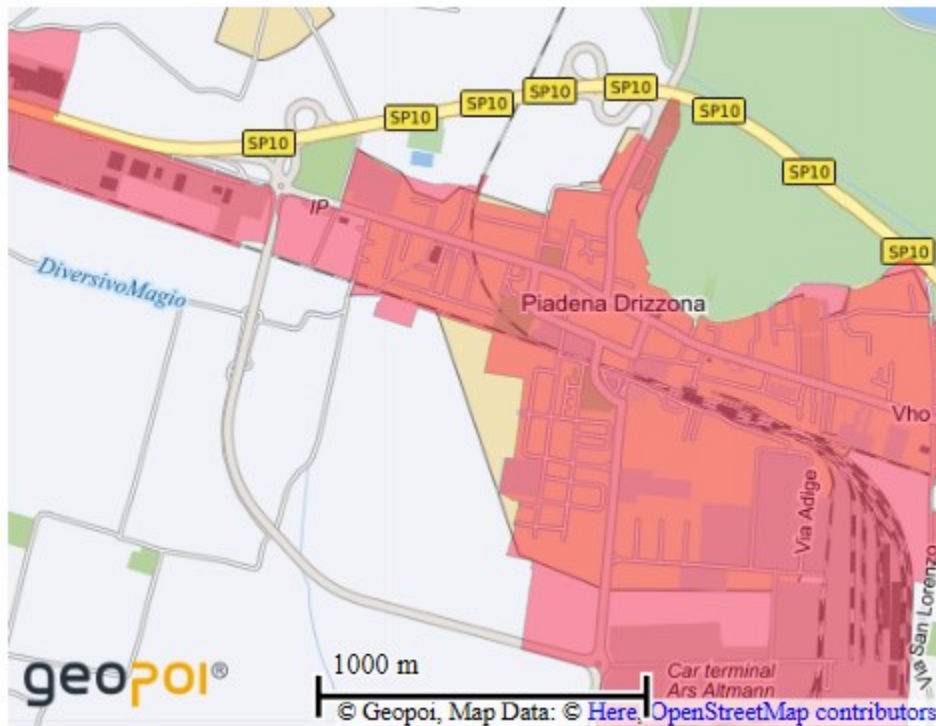 SP10
SP10
SP10
SP10
SP10
SP10
SP10
SP10
IP
DiversivoMagio
Piadena Drizzona
Vho
Via Adige
Via San Lorenzo
Car terminal
Ars Altmann
1000 m
geopoi®
© Geopoi, Map Data: © Here, OpenStreetMap contributors